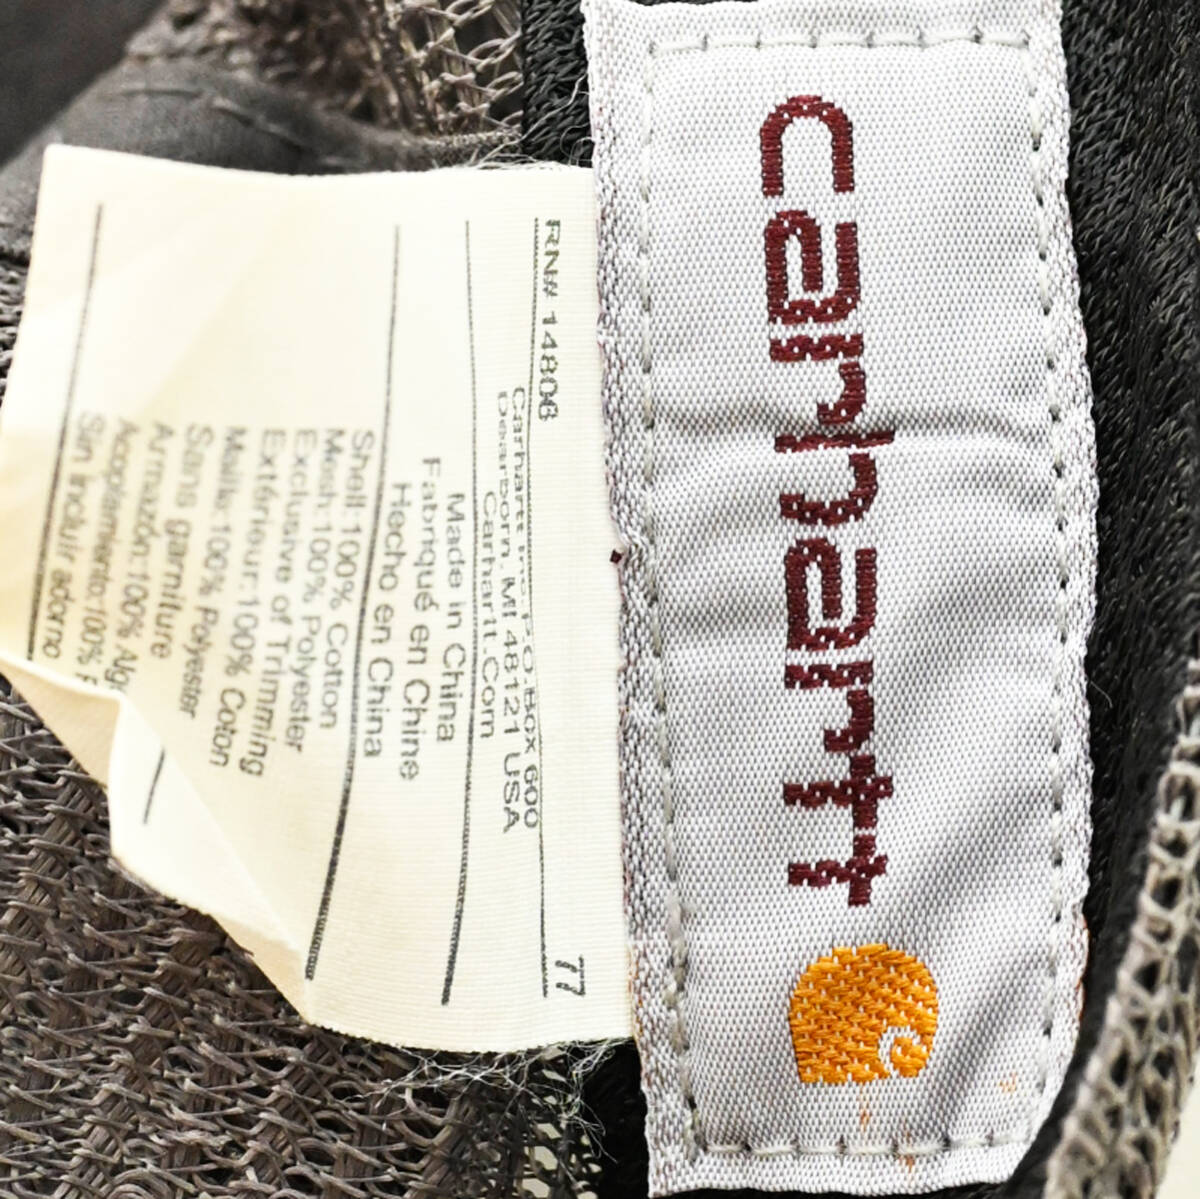 carhartt
RN# 14806 77
Carhartt Inc. P.O.Box 600
Dearborn, MI 48121 USA
Carhartt.Com
Made in China
Fabriqué en Chine
Hecho en China
Shell:100% Cotton
Mesh:100% Polyester
Exclusive of Trimming
Extérieur:100% Coton
Maille:100% Polyester
Sans garniture
Armazón:100%
Acoplamiento:100%
Sin incluir adorno